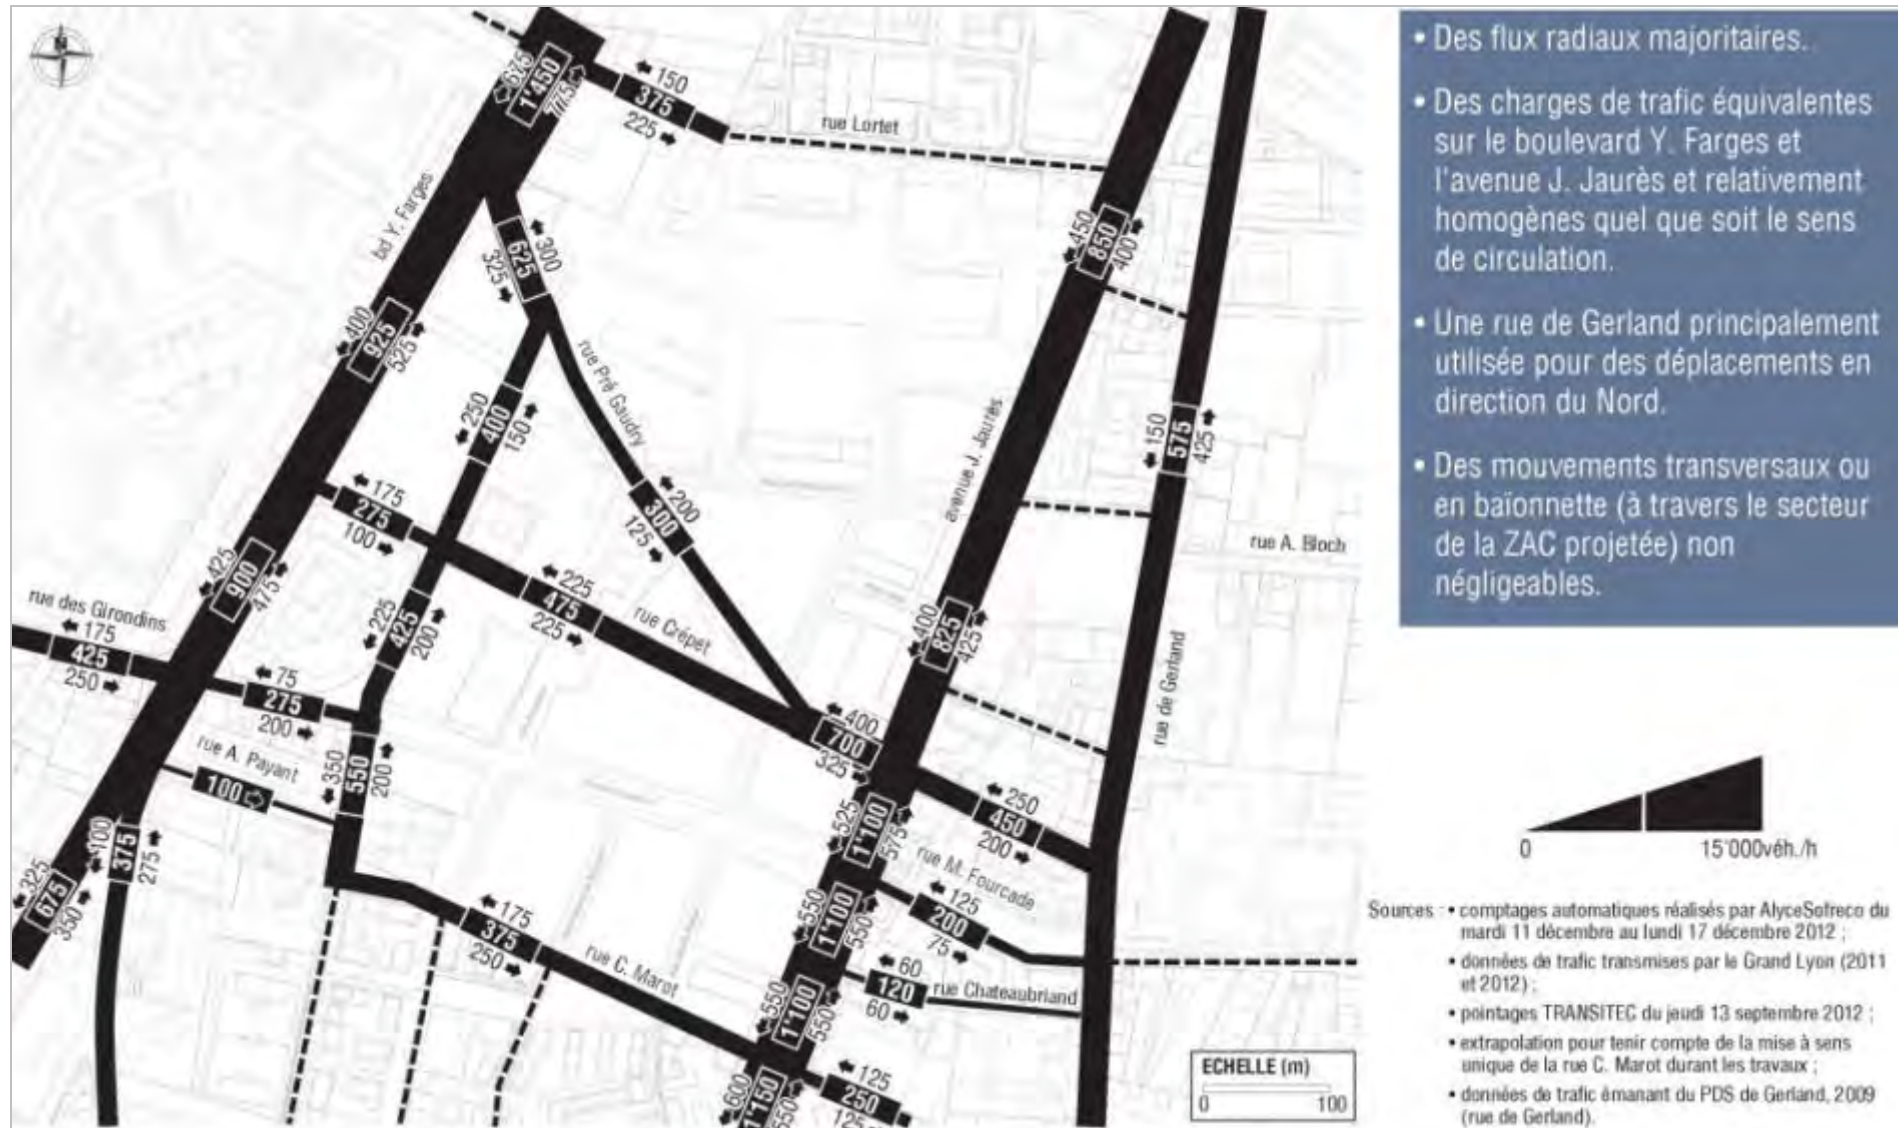 N
675
1'450
775
150
375
225
rue Lortet
bd Y. Farges
300
625
325
400
925
525
rue Pré Gaudry
250
400
150
450
850
400
avenue J. Jaurès
150
575
425
rue A. Bloch
175
275
100
200
300
125
225
475
225
rue Crépet
425
900
475
rue des Girondins
175
425
250
75
275
200
225
425
200
rue A. Payant
100
350
550
200
400
825
425
rue de Gerland
400
700
325
250
450
200
525
1'100
575
rue M. Fourcade
125
200
75
550
1'100
550
60
120
60
rue Chateaubriand
100
375
275
325
675
350
175
375
250
rue C. Marot
550
1'100
550
600
1'150
550
125
250
125
ECHELLE (m)
0 100
• Des flux radiaux majoritaires.
• Des charges de trafic équivalentes
sur le boulevard Y. Farges et
l'avenue J. Jaurès et relativement
homogènes quel que soit le sens
de circulation.
• Une rue de Gerland principalement
utilisée pour des déplacements en
direction du Nord.
• Des mouvements transversaux ou
en baïonnette (à travers le secteur
de la ZAC projetée) non
négligeables.
0 15'000véh./h
Sources : • comptages automatiques réalisés par AlyceSofreco du
mardi 11 décembre au lundi 17 décembre 2012 ;
• données de trafic transmises par le Grand Lyon (2011
et 2012) ;
• pointages TRANSITEC du jeudi 13 septembre 2012 ;
• extrapolation pour tenir compte de la mise à sens
unique de la rue C. Marot durant les travaux ;
• données de trafic émanant du PDS de Gerland, 2009
(rue de Gerland).